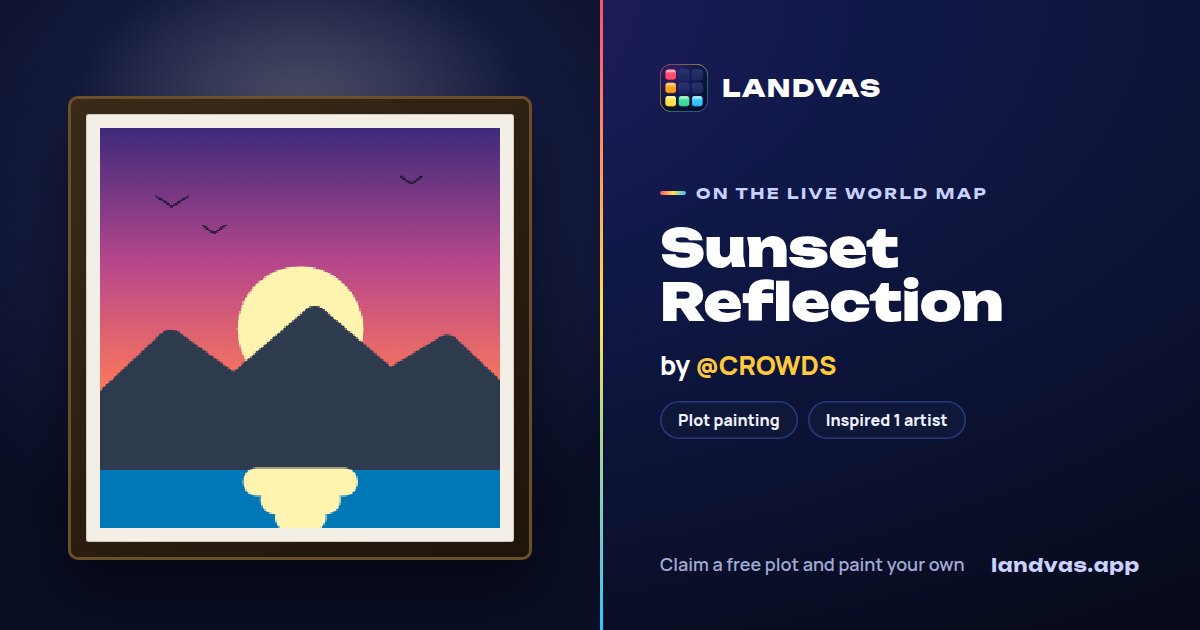 LANDVAS
ON THE LIVE WORLD MAP
Sunset
Reflection
by @CROWDS
Plot painting Inspired 1 artist
Claim a free plot and paint your own landvas.app